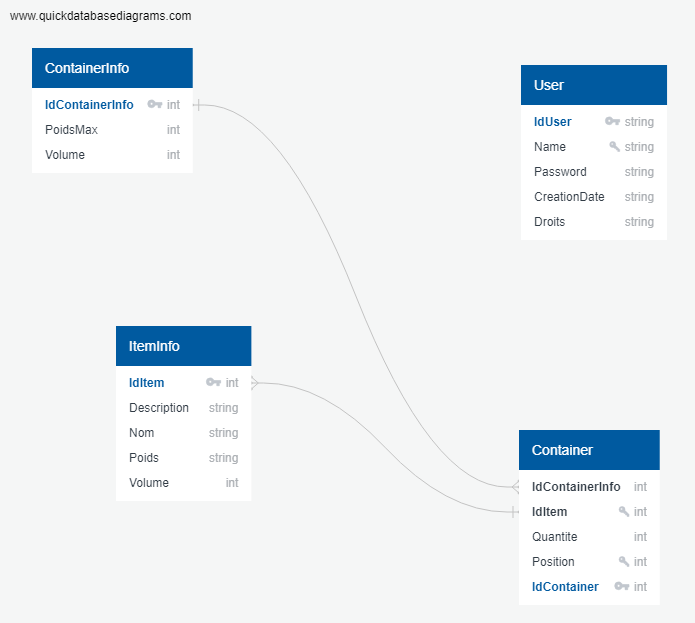 www.quickdatabasediagrams.com
ContainerInfo
IdContainerInfo int
PoidsMax int
Volume int
User
IdUser string
Name string
Password string
CreationDate string
Droits string
ItemInfo
IdItem int
Description string
Nom string
Poids string
Volume int
Container
IdContainerInfo int
IdItem int
Quantite int
Position int
IdContainer int